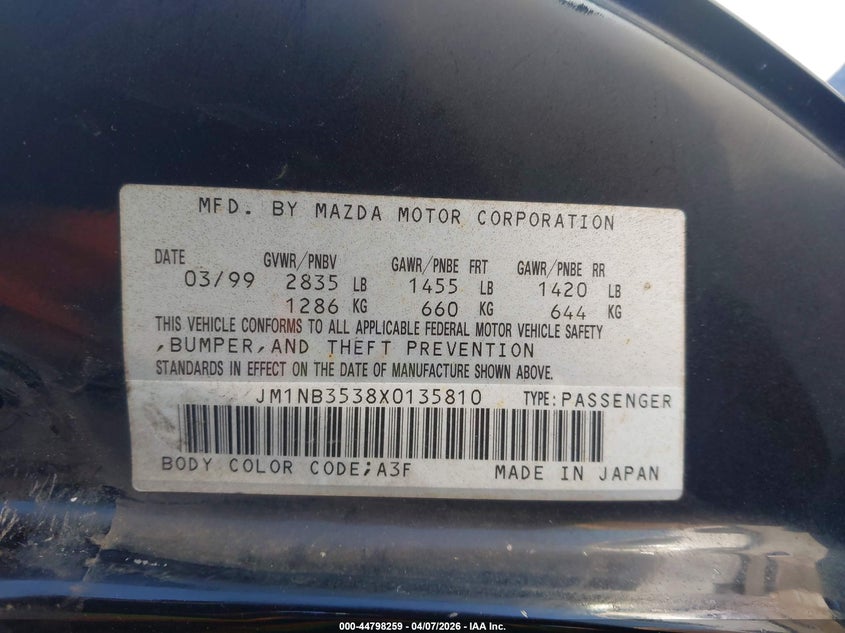 MFD. BY MAZDA MOTOR CORPORATION
DATE GVWR/PNBV GAWR/PNBE FRT GAWR/PNBE RR
03/99 2835 LB 1455 LB 1420 LB
1286 KG 660 KG 644 KG
THIS VEHICLE CONFORMS TO ALL APPLICABLE FEDERAL MOTOR VEHICLE SAFETY
,BUMPER,AND THEFT PREVENTION
STANDARDS IN EFFECT ON THE DATE OF MANUFACTURE SHOWN ABOVE.
JM1NB3538X0135810 TYPE:PASSENGER
BODY COLOR CODE;A3F MADE IN JAPAN
000-44798259 - 04/07/2026 - IAA Inc.